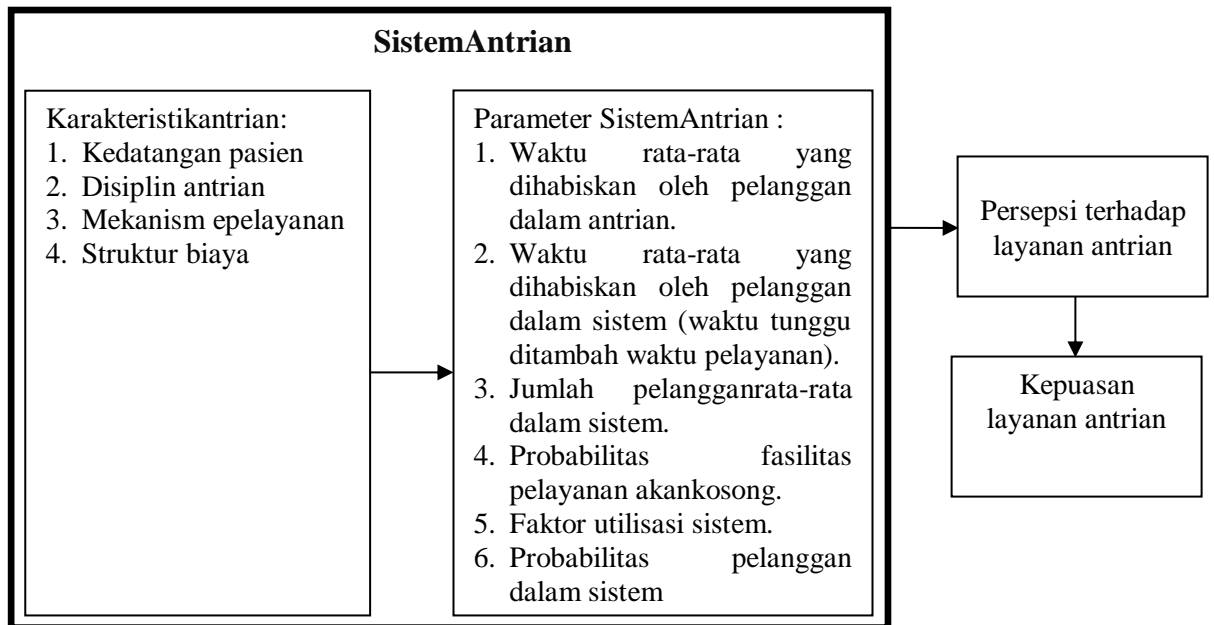 SistemAntrian
Karakteristikantrian:
1. Kedatangan pasien
2. Disiplin antrian
3. Mekanism epelayanan
4. Struktur biaya
Parameter SistemAntrian :
1. Waktu rata-rata yang
dihabiskan oleh pelanggan
dalam antrian.
2. Waktu rata-rata yang
dihabiskan oleh pelanggan
dalam sistem (waktu tunggu
ditambah waktu pelayanan).
3. Jumlah pelangganrata-rata
dalam sistem.
4. Probabilitas fasilitas
pelayanan akankosong.
5. Faktor utilisasi sistem.
6. Probabilitas pelanggan
dalam sistem
Persepsi terhadap
layanan antrian
Kepuasan
layanan antrian